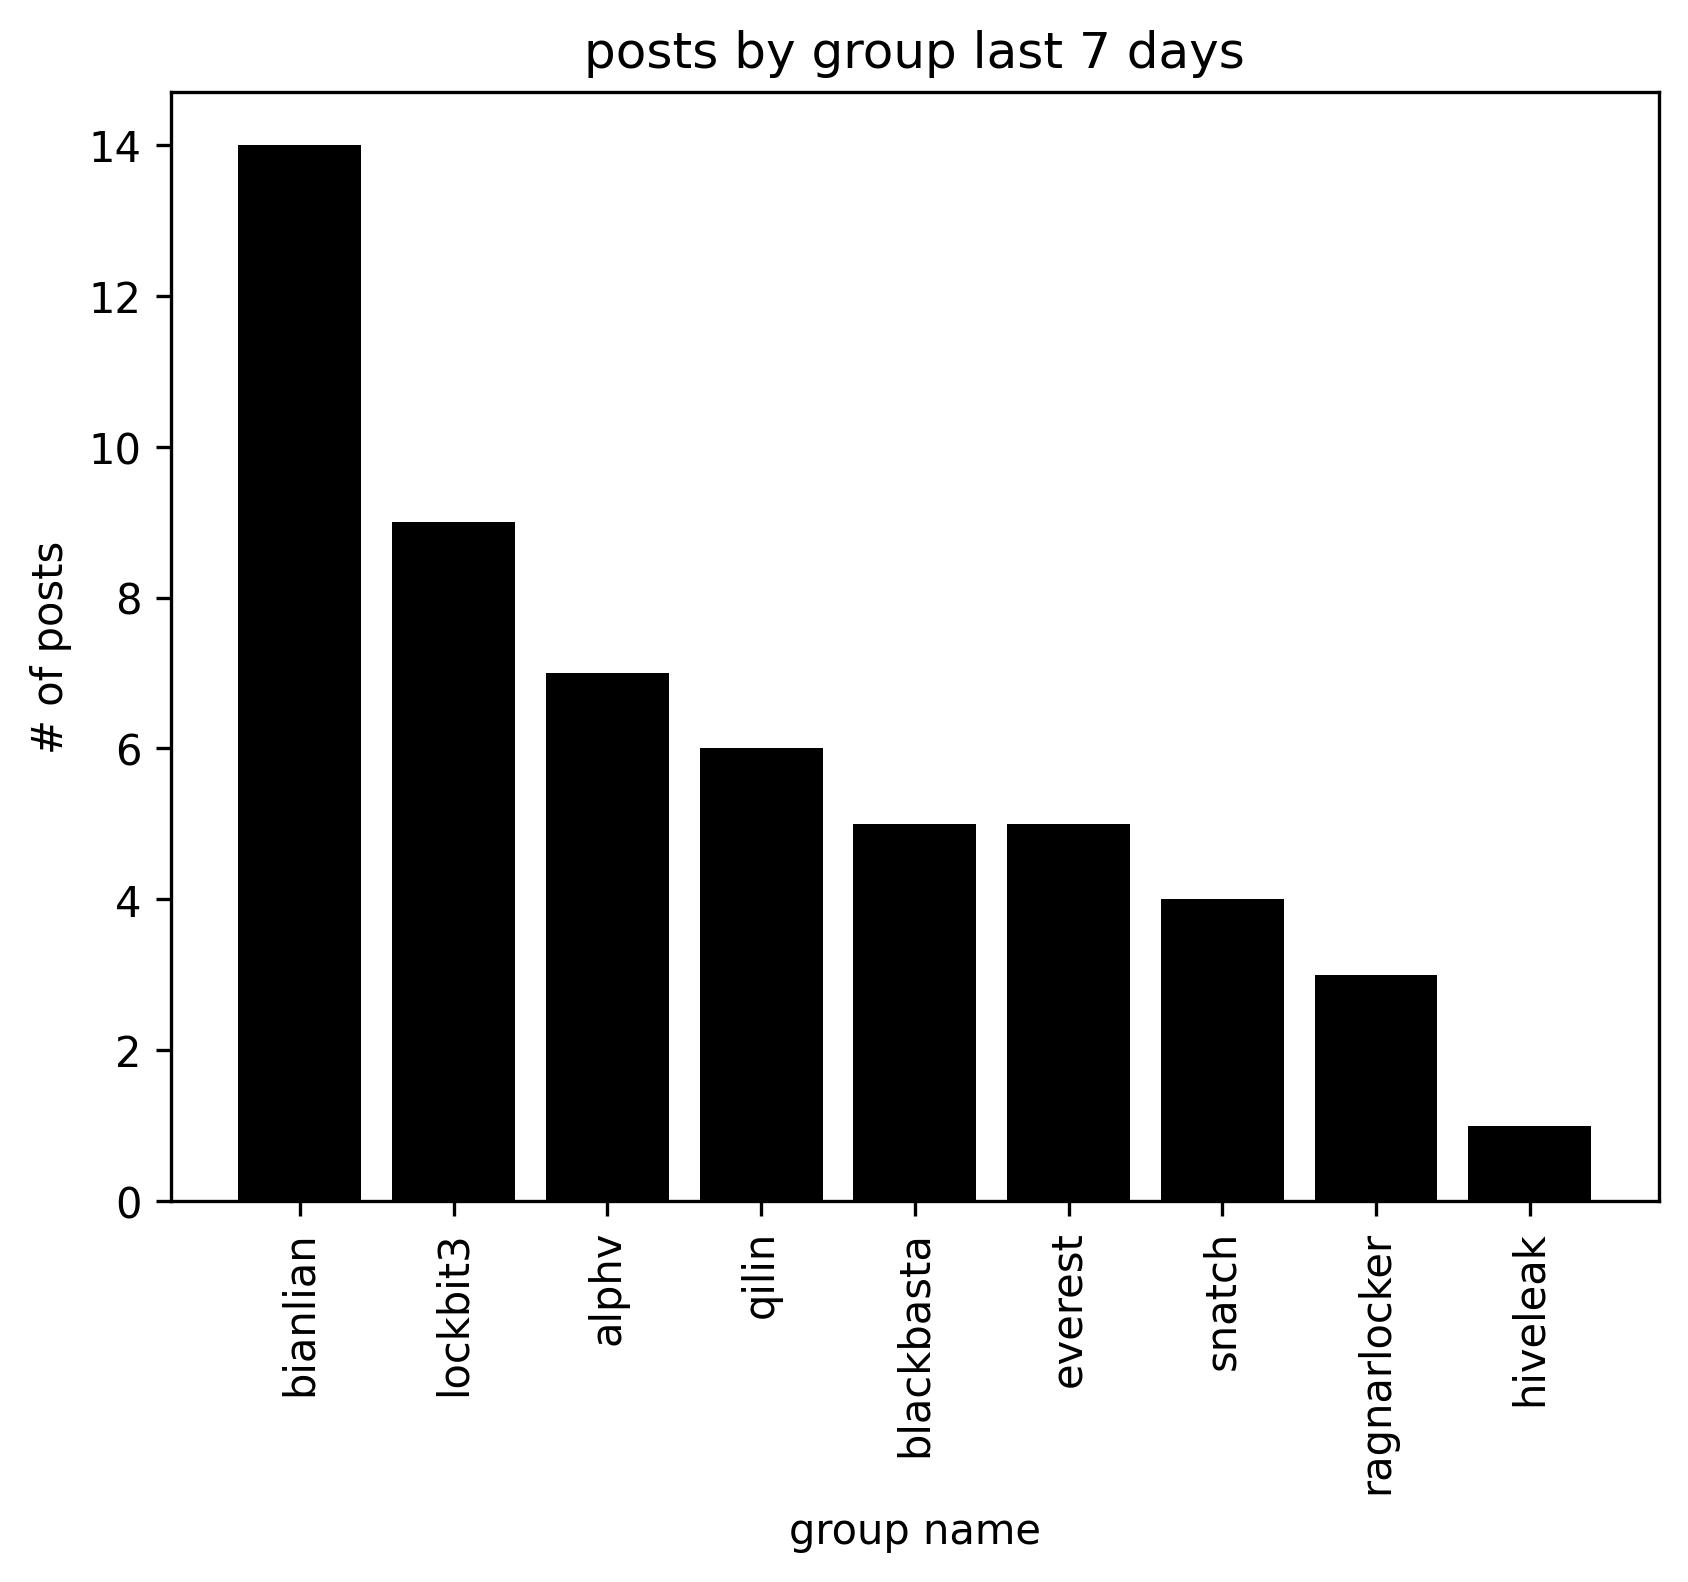 posts by group last 7 days
14
12
10
8
6
4
2
0
# of posts
bianlian
lockbit3
alphv
qilin
blackbasta
everest
snatch
ragnarlocker
hiveleak
group name